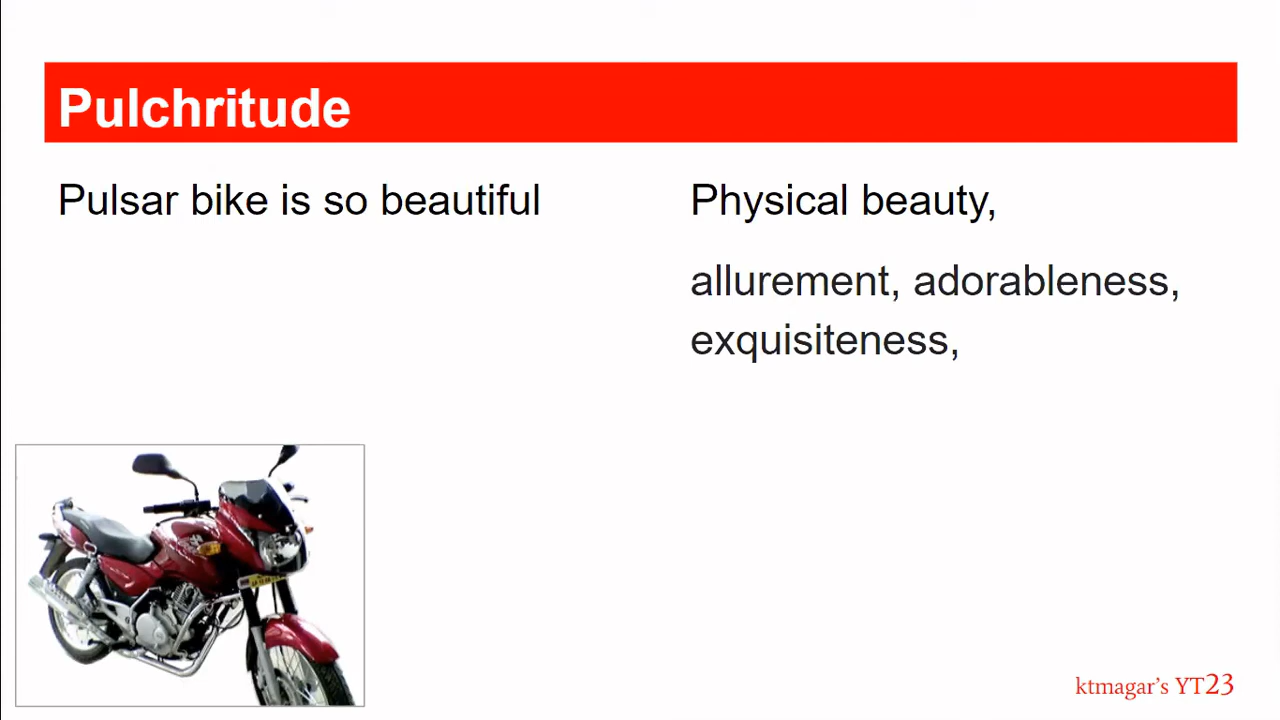 Pulchritude
Pulsar bike is so beautiful
Physical beauty,
allurement, adorableness,
exquisiteness,
ktmagar's YT23